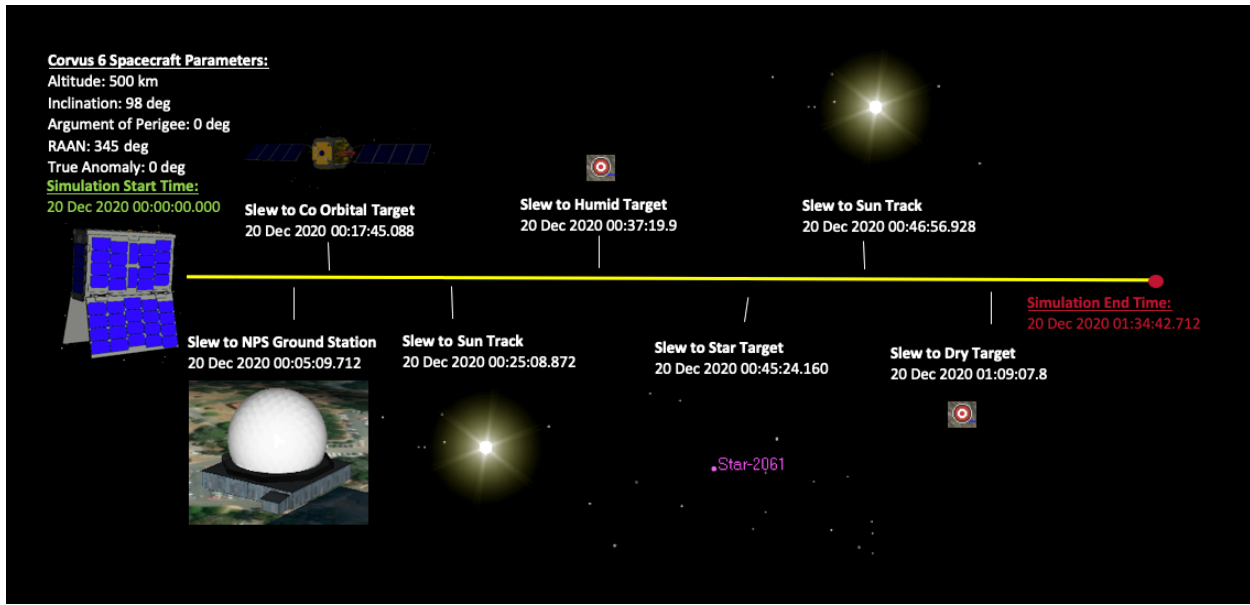 Corvus 6 Spacecraft Parameters:
Altitude: 500 km
Inclination: 98 deg
Argument of Perigee: 0 deg
RAAN: 345 deg
True Anomaly: 0 deg
Simulation Start Time:
20 Dec 2020 00:00:00.000
Slew to Co Orbital Target
20 Dec 2020 00:17:45.088
Slew to Humid Target
20 Dec 2020 00:37:19.9
Slew to Sun Track
20 Dec 2020 00:46:56.928
Simulation End Time:
20 Dec 2020 01:34:42.712
Slew to NPS Ground Station
20 Dec 2020 00:05:09.712
Slew to Sun Track
20 Dec 2020 00:25:08.872
Slew to Star Target
20 Dec 2020 00:45:24.160
Slew to Dry Target
20 Dec 2020 01:09:07.8
Star-2061